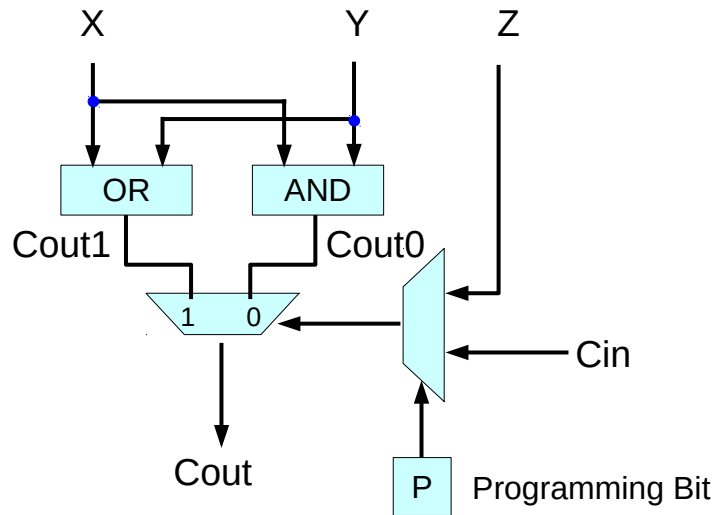 X Y Z
OR AND
Cout1 Cout0
1 0
Cin
Cout
P Programming Bit